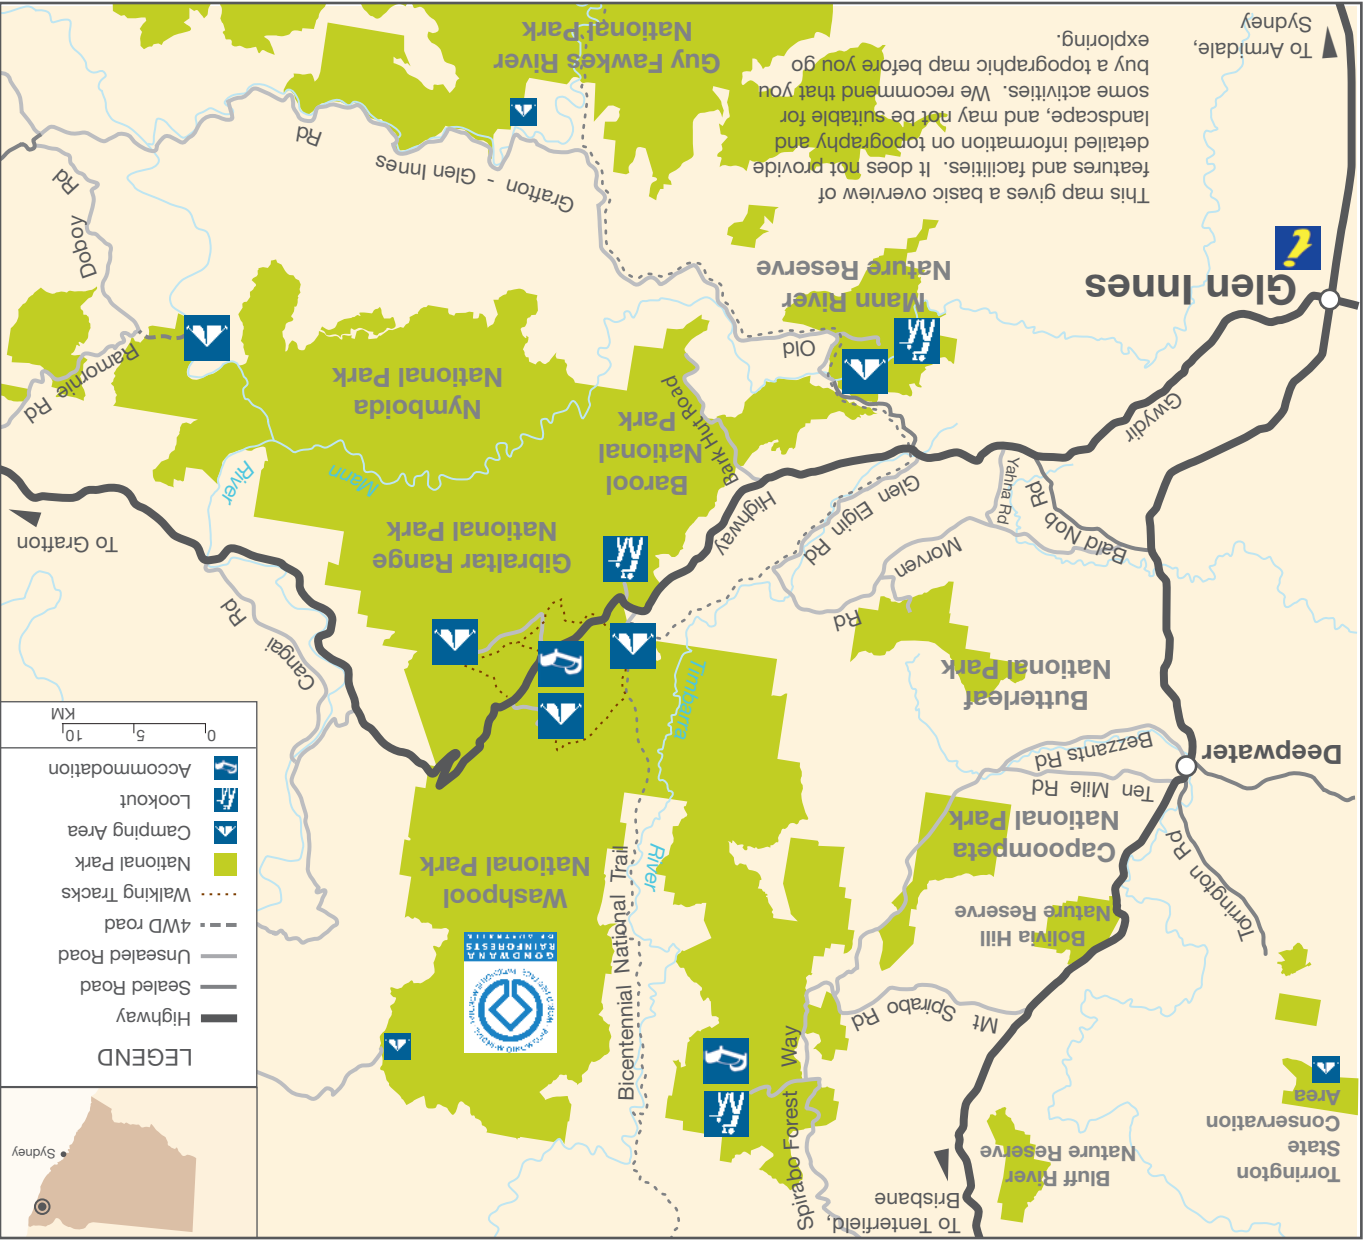 To Tenterfield,
Brisbane
Bluff River
Nature Reserve
Torrington
State
Conservation
Area
Spirabo Forest Way
Mt Spirabo Rd
Bolivia Hill
Nature Reserve
Torrington Rd
Capoompeta
National Park
Ten Mile Rd
Bezzants Rd
Deepwater
Butterleaf
National Park
Bicentennial National Trail
GONDWANA
RAINFORESTS
OF AUSTRALIA
Washpool
National Park
Timbarra
River
Cangai
Rd
To Grafton
Gibraltar Range
National Park
Morven
Rd
Bald Nob Rd
Yahna Rd
Glen Elgin Rd
Gwydir
Highway
Bark Hut Road
Barool
National
Park
Mann
River
Nymboida
National Park
Ramornie Rd
Doboy
Rd
Old
Mann River
Nature Reserve
Glen Innes
i
Grafton - Glen Innes
Rd
Guy Fawkes River
National Park
To Armidale,
Sydney
This map gives a basic overview of
features and facilities. It does not provide
detailed information on topography and
landscape, and may not be suitable for
some activities. We recommend that you
buy a topographic map before you go
exploring.
Sydney
LEGEND
Highway
Sealed Road
Unsealed Road
4WD road
Walking Tracks
National Park
Camping Area
Lookout
Accommodation
0 5 10
KM